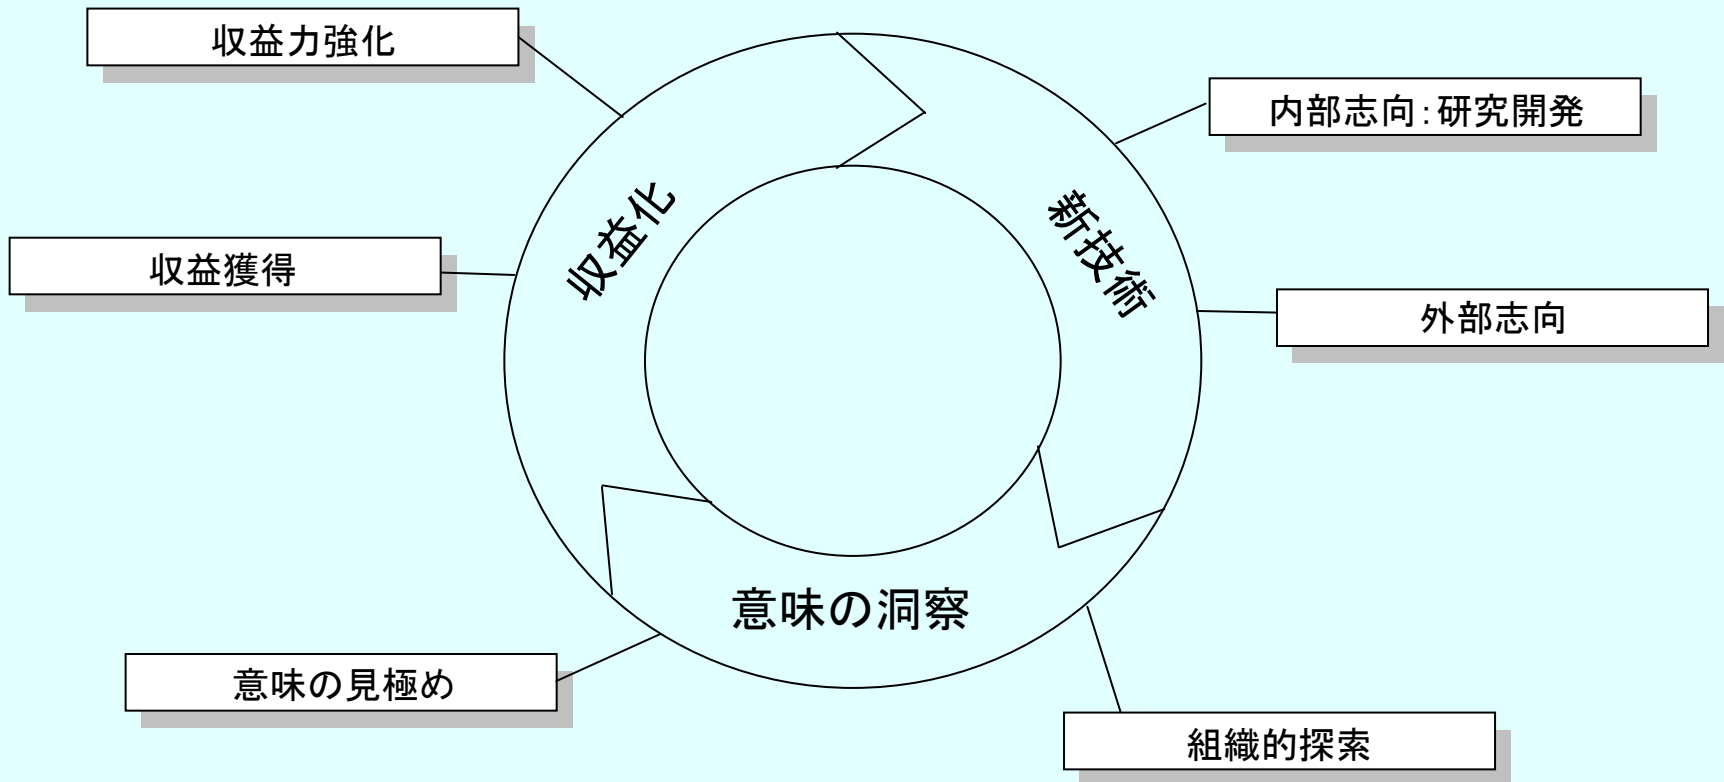 収益力強化
内部志向：研究開発
収益化
新技術
収益獲得
外部志向
意味の洞察
意味の見極め
組織的探索